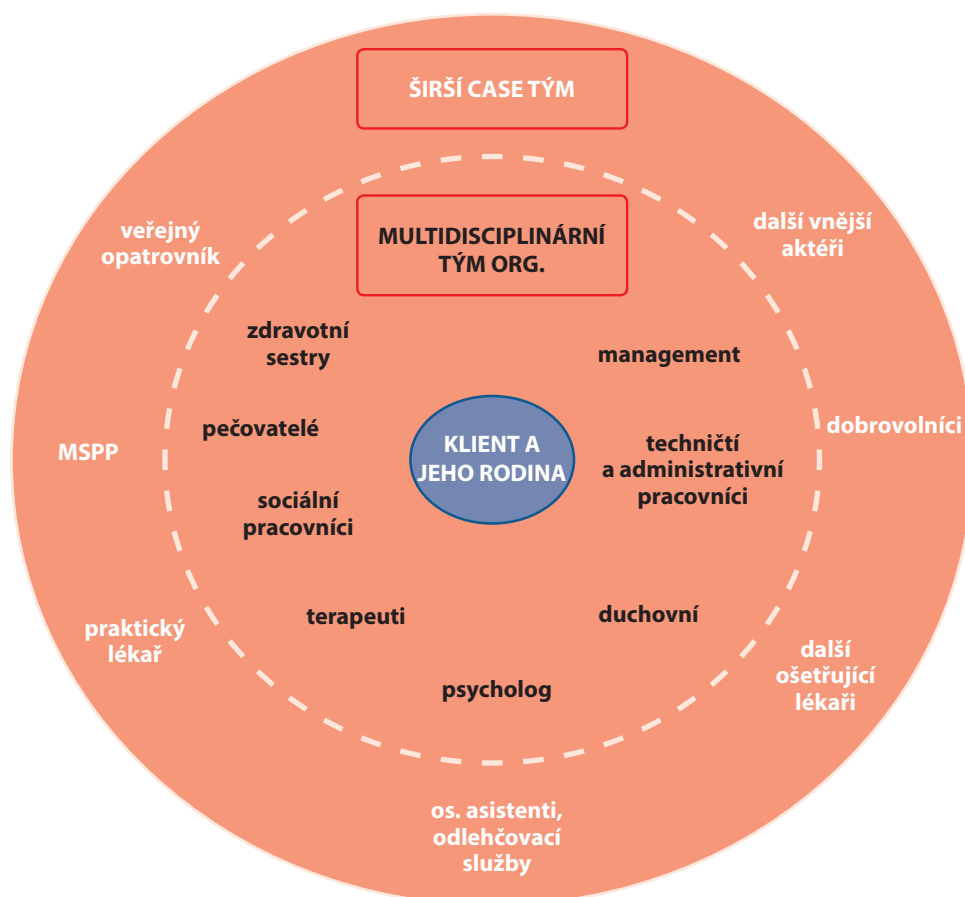 ŠIRŠÍ CASE TÝM
MULTIDISCIPLINÁRNÍ
TÝM ORG.
veřejný
opatrovník
další vnější
aktéři
zdravotní
sestry
management
pečovatelé
KLIENT A
JEHO RODINA
techničtí
a administrativní
pracovníci
dobrovolníci
MSPP
sociální
pracovníci
terapeuti
duchovní
praktický
lékař
další
ošetřující
lékaři
psycholog
os. asistenti,
odlehčovací
služby